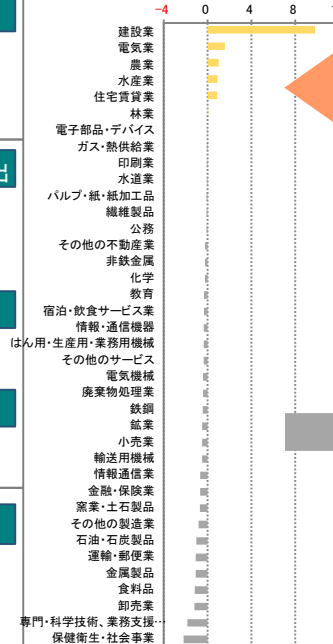 -4 0 4 8
建設業
電気業
農業
水産業
住宅賃貸業
林業
電子部品・デバイス
ガス・熱供給業
印刷業
水道業
パルプ・紙・紙加工品
繊維製品
公務
その他の不動産業
非鉄金属
化学
教育
宿泊・飲食サービス業
情報・通信機器
はん用・生産用・業務用機械
その他のサービス
電気機械
廃棄物処理業
鉄鋼
鉱業
小売業
輸送用機械
情報通信業
金融・保険業
窯業・土石製品
その他の製造業
石油・石炭製品
運輸・郵便業
金属製品
食料品
卸売業
専門・科学技術、業務支援…
保健衛生・社会事業
出